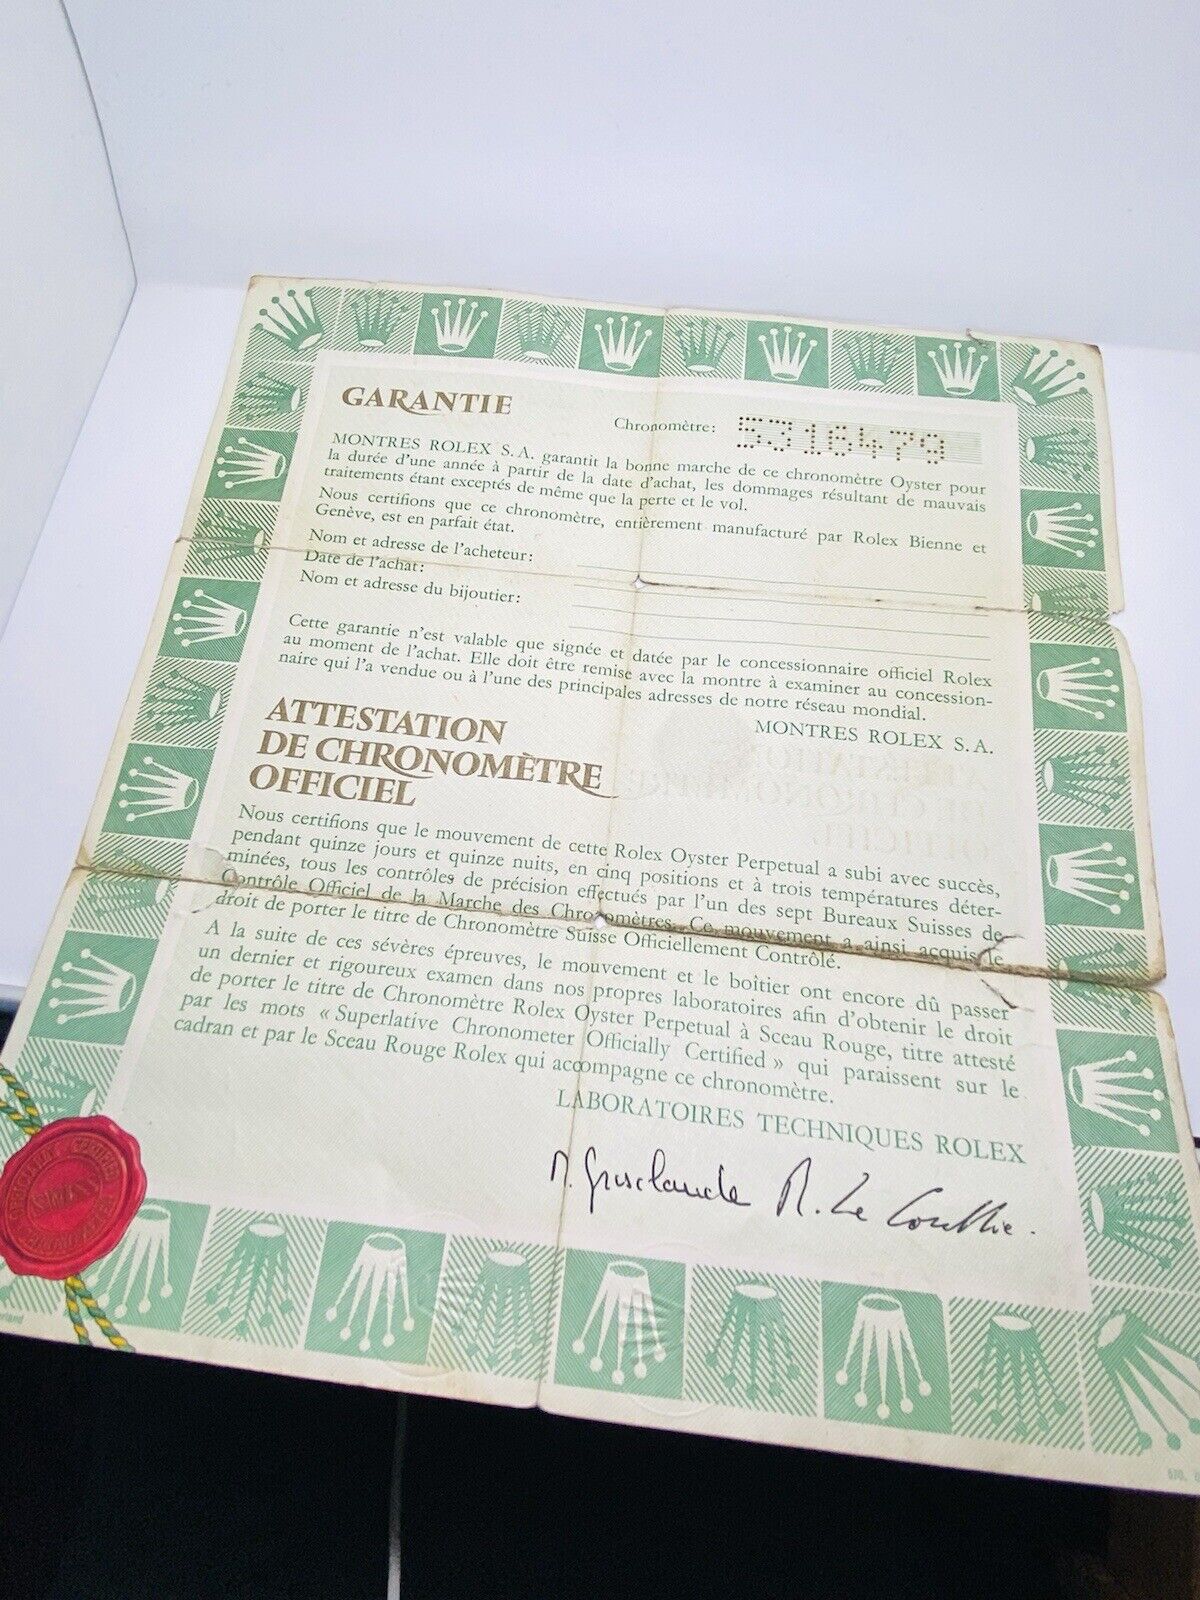 GARANTIE
Chronomètre: 5316479
MONTRES ROLEX S.A. garantit la bonne marche de ce chronomètre Oyster pour
la durée d'une année à partir de la date d'achat, les dommages résultant de mauvais
traitements étant exceptés de même que la perte et le vol.
Nous certifions que ce chronomètre, entièrement manufacturé par Rolex Bienne et
Genève, est en parfait état.
Nom et adresse de l'acheteur:
Date de l'achat:
Nom et adresse du bijoutier:
Cette garantie n'est valable que signée et datée par le concessionnaire officiel Rolex
au moment de l'achat. Elle doit être remise avec la montre à examiner au concession-
naire qui l'a vendue ou à l'une des principales adresses de notre réseau mondial.
MONTRES ROLEX S.A.
ATTESTATION
DE CHRONOMÈTRE
OFFICIEL
Nous certifions que le mouvement de cette Rolex Oyster Perpetual a subi avec succès,
pendant quinze jours et quinze nuits, en cinq positions et à trois températures déter-
minées, tous les contrôles de précision effectués par l'un des sept Bureaux Suisses de
Contrôle Officiel de la Marche des Chronomètres. Ce mouvement a ainsi acquis le
droit de porter le titre de Chronomètre Suisse Officiellement Contrôlé.
A la suite de ces sévères épreuves, le mouvement et le boîtier ont encore dû passer
un dernier et rigoureux examen dans nos propres laboratoires afin d'obtenir le droit
de porter le titre de Chronomètre Rolex Oyster Perpetual à Sceau Rouge, titre attesté
par les mots « Superlative Chronometer Officially Certified » qui paraissent sur le
cadran et par le Sceau Rouge Rolex qui accompagne ce chronomètre.
LABORATOIRES TECHNIQUES ROLEX